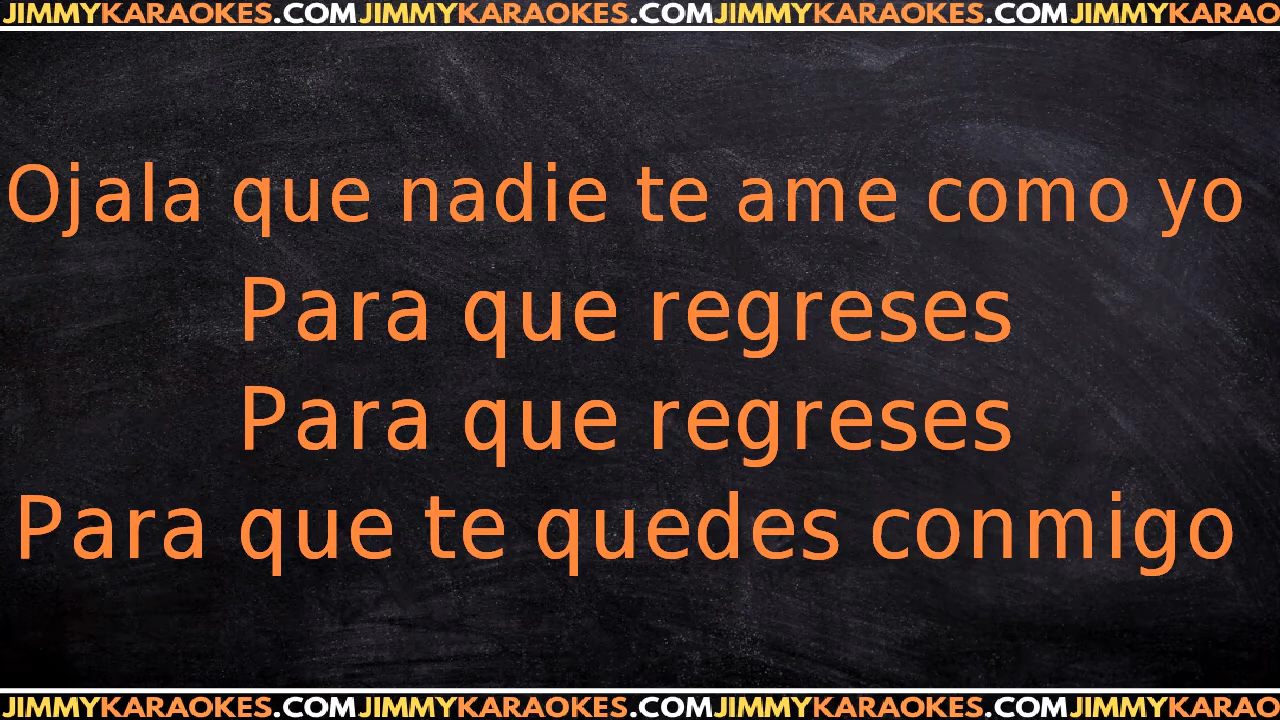 JIMMYKARAOKES.COMJIMMYKARAOKES.COMJIMMYKARAOKES.COMJIMMYKARAO
Ojala que nadie te ame como yo
Para que regreses
Para que regreses
Para que te quedes conmigo
JIMMYKARAOKES.COMJIMMYKARAOKES.COMJIMMYKARAOKES.COMJIMMYKARAO